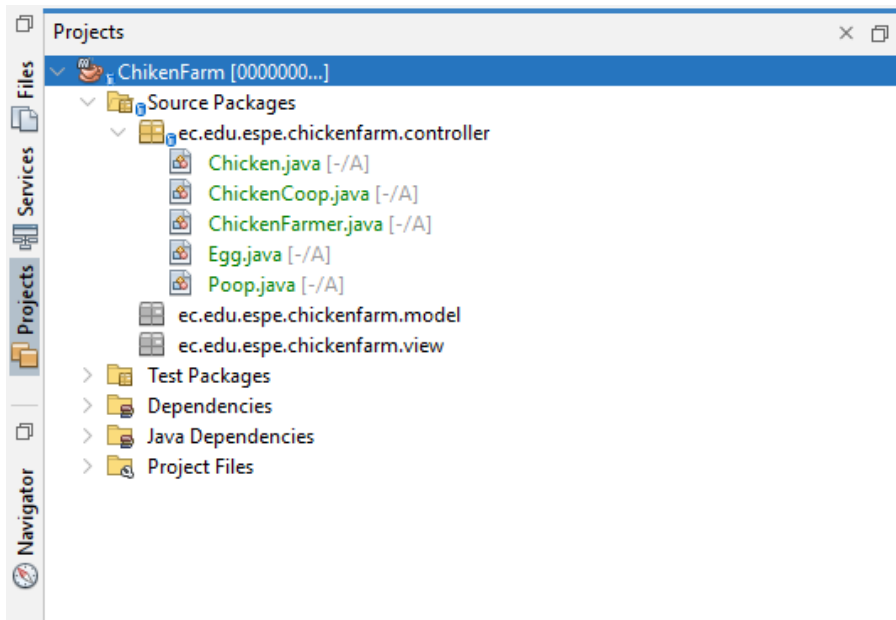 Projects
ChikenFarm [0000000...]
Source Packages
ec.edu.espe.chickenfarm.controller
Chicken.java [-/A]
ChickenCoop.java [-/A]
ChickenFarmer.java [-/A]
Egg.java [-/A]
Poop.java [-/A]
ec.edu.espe.chickenfarm.model
ec.edu.espe.chickenfarm.view
Test Packages
Dependencies
Java Dependencies
Project Files
Files
Services
Projects
Navigator